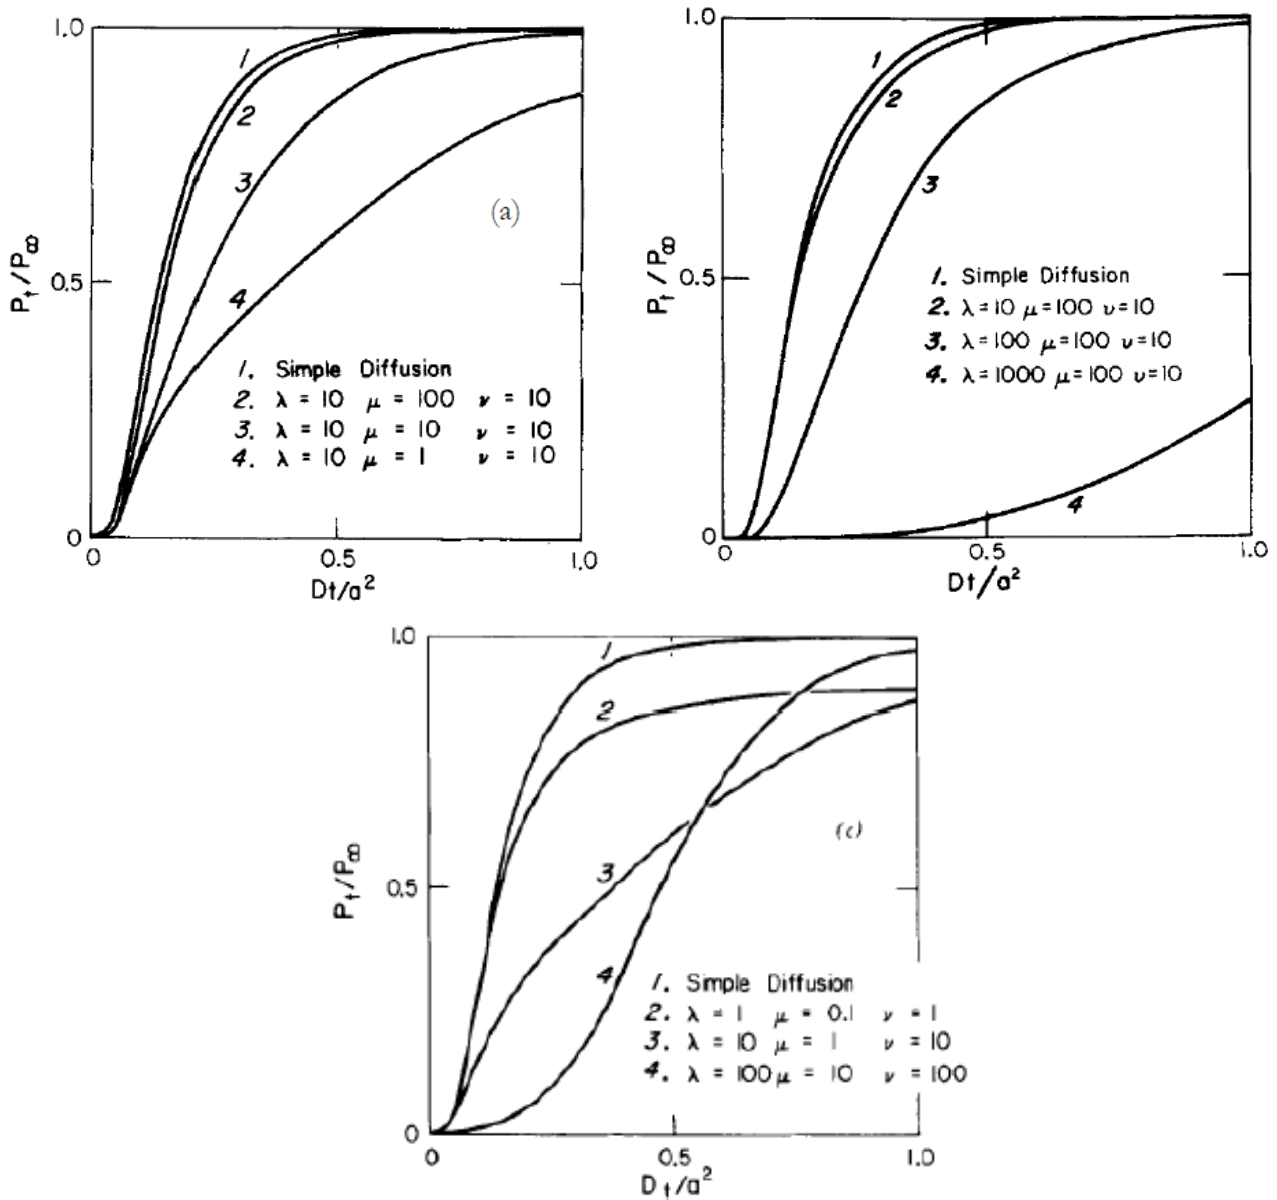 1.0
1
2
3
(a)
P_t/P_∞
0.5
4
1. Simple Diffusion
2. λ = 10 μ = 100 ν = 10
3. λ = 10 μ = 10 ν = 10
4. λ = 10 μ = 1 ν = 10
0
0 0.5 1.0
Dt/a²
1.0
1
2
3
P_t/P_∞
0.5
1. Simple Diffusion
2. λ=10 μ=100 ν=10
3. λ=100 μ=100 ν=10
4. λ=1000 μ=100 ν=10
4
0
0 0.5 1.0
Dt/a²
1.0
1
2
(c)
P_t/P_∞
0.5
3
4
1. Simple Diffusion
2. λ = 1 μ = 0.1 ν = 1
3. λ = 10 μ = 1 ν = 10
4. λ = 100 μ = 10 ν = 100
0
0 0.5 1.0
D_t/a²